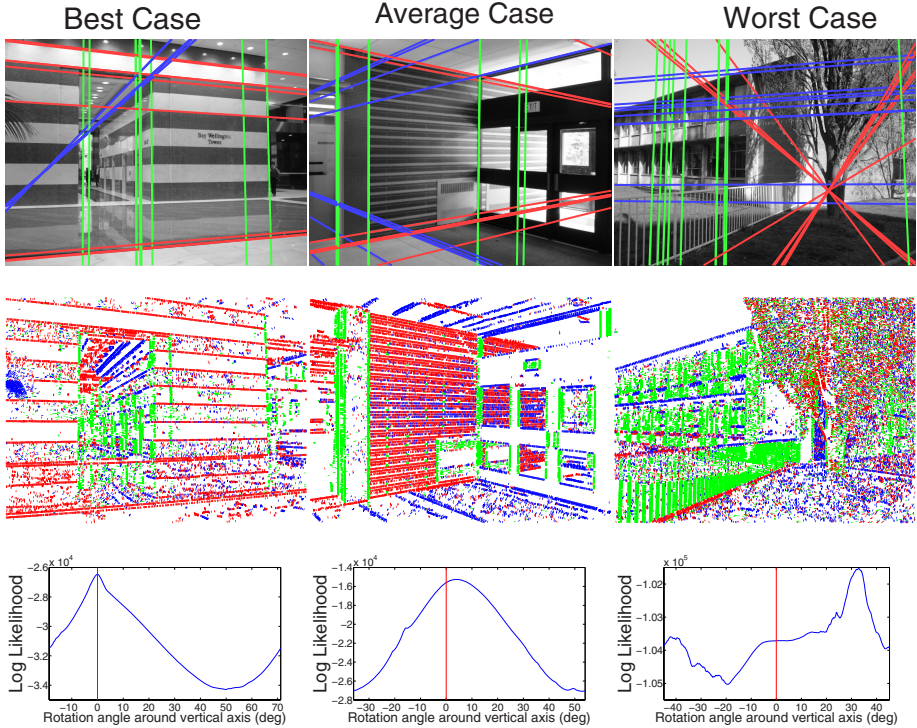 Best Case
Average Case
Worst Case
Bay Wellington
Tower
EXIT
x 10^4
−2.6
−2.8
−3
−3.2
−3.4
Log Likelihood
−10 0 10 20 30 40 50 60 70
Rotation angle around vertical axis (deg)
x 10^4
−1.4
−1.6
−1.8
−2
−2.2
−2.4
−2.6
−2.8
Log Likelihood
−30 −20 −10 0 10 20 30 40 50
Rotation angle around vertical axis (deg)
x 10^5
−1.02
−1.03
−1.04
−1.05
Log Likelihood
−40 −30 −20 −10 0 10 20 30 40
Rotation angle around vertical axis (deg)